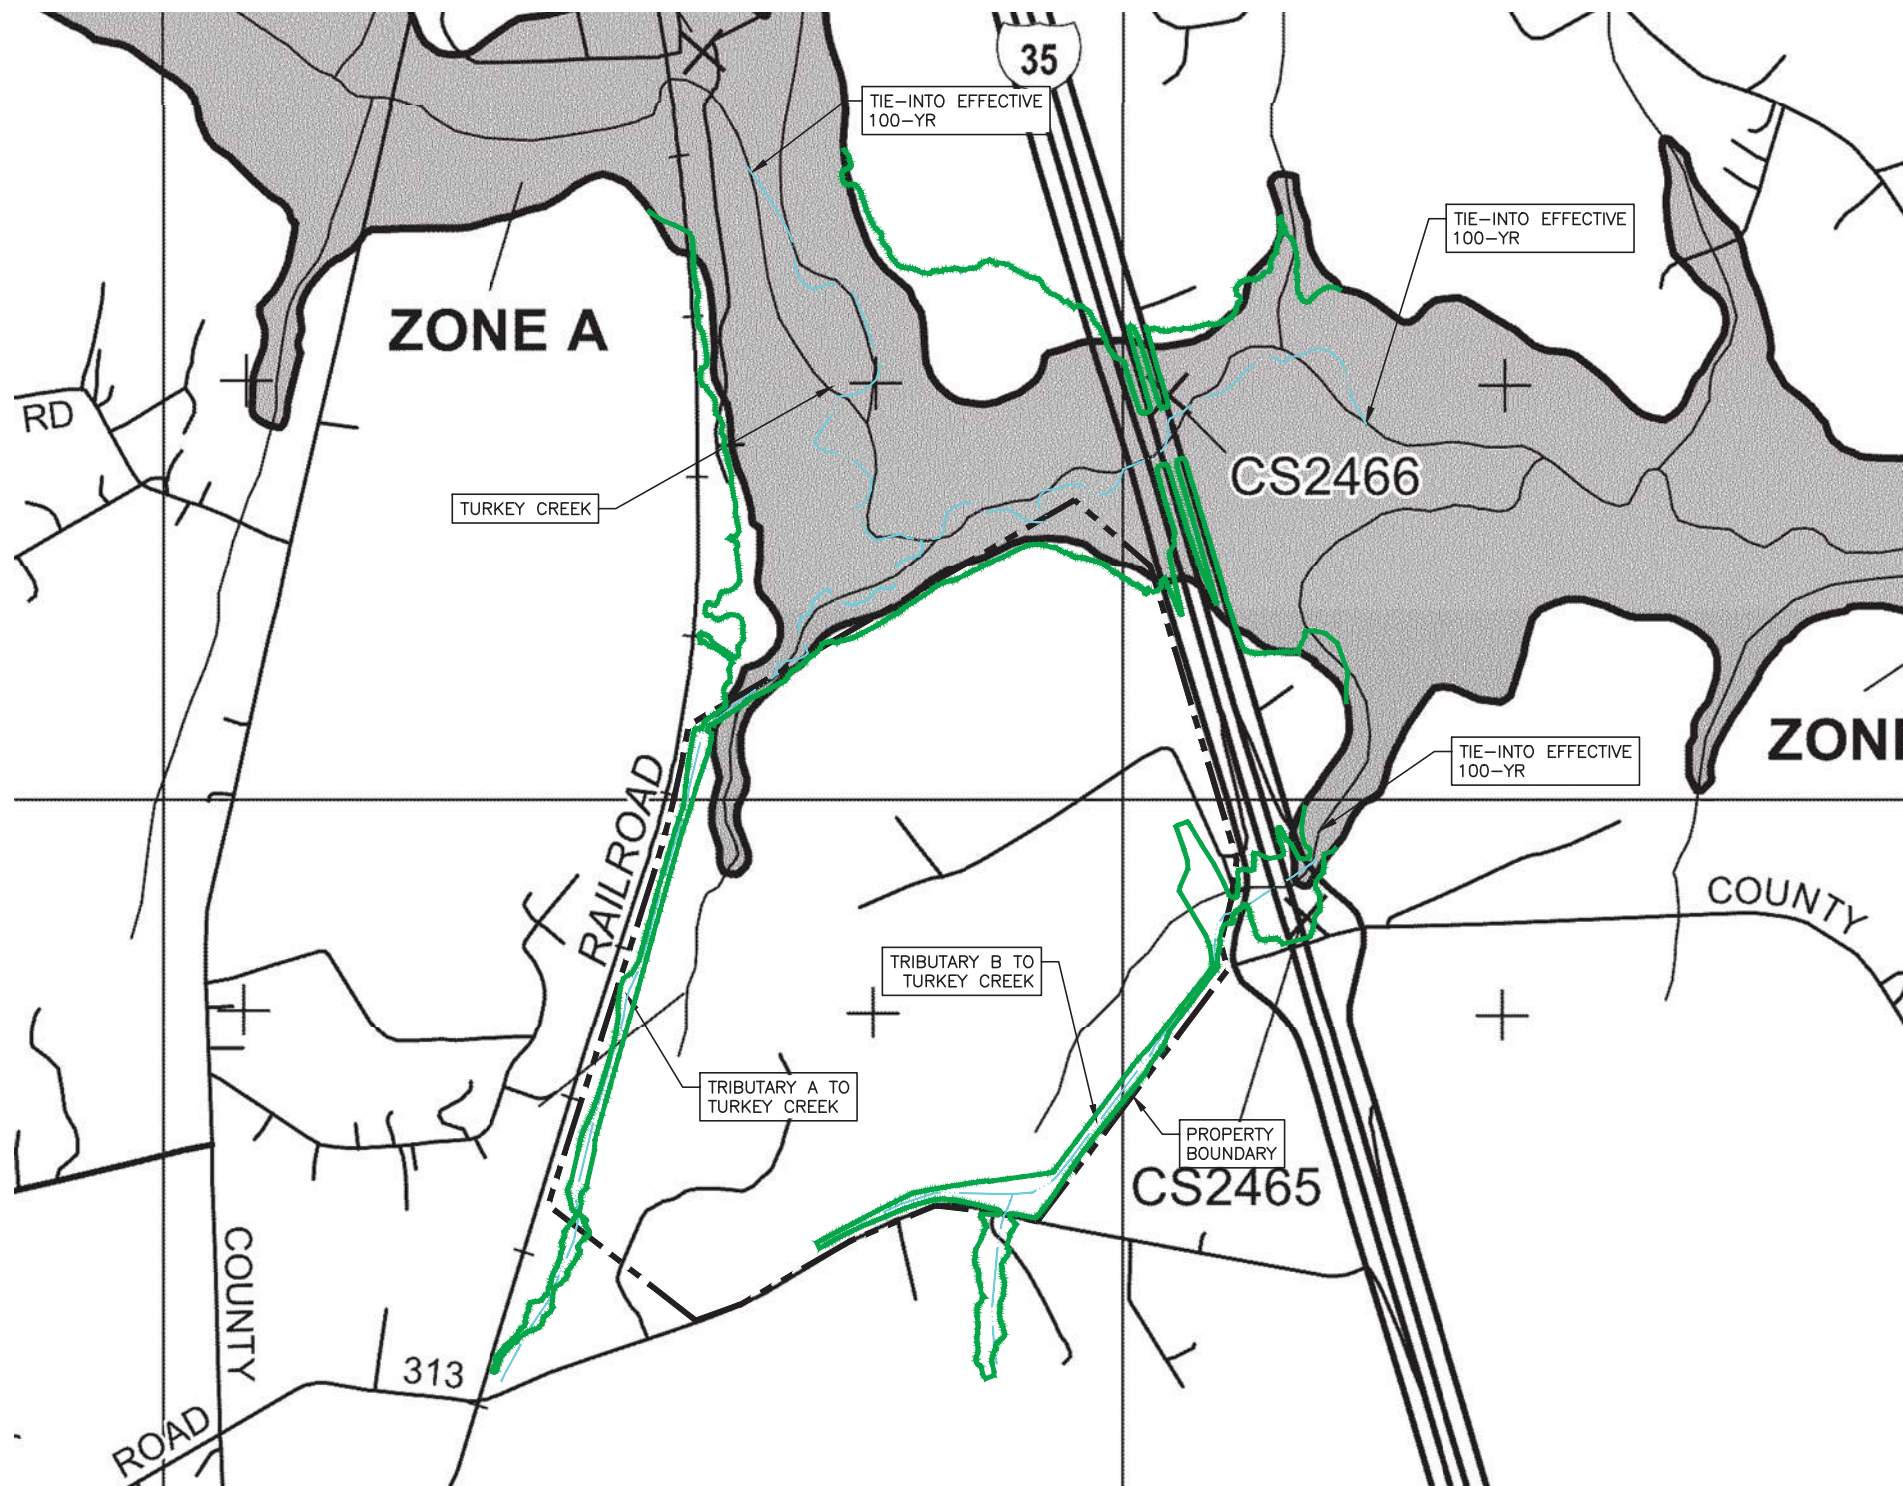 35
TIE-INTO EFFECTIVE
100-YR
TIE-INTO EFFECTIVE
100-YR
ZONE A
RD
CS2466
TURKEY CREEK
ZONE
TIE-INTO EFFECTIVE
100-YR
RAILROAD
COUNTY
TRIBUTARY B TO
TURKEY CREEK
TRIBUTARY A TO
TURKEY CREEK
PROPERTY
BOUNDARY
CS2465
COUNTY
313
ROAD